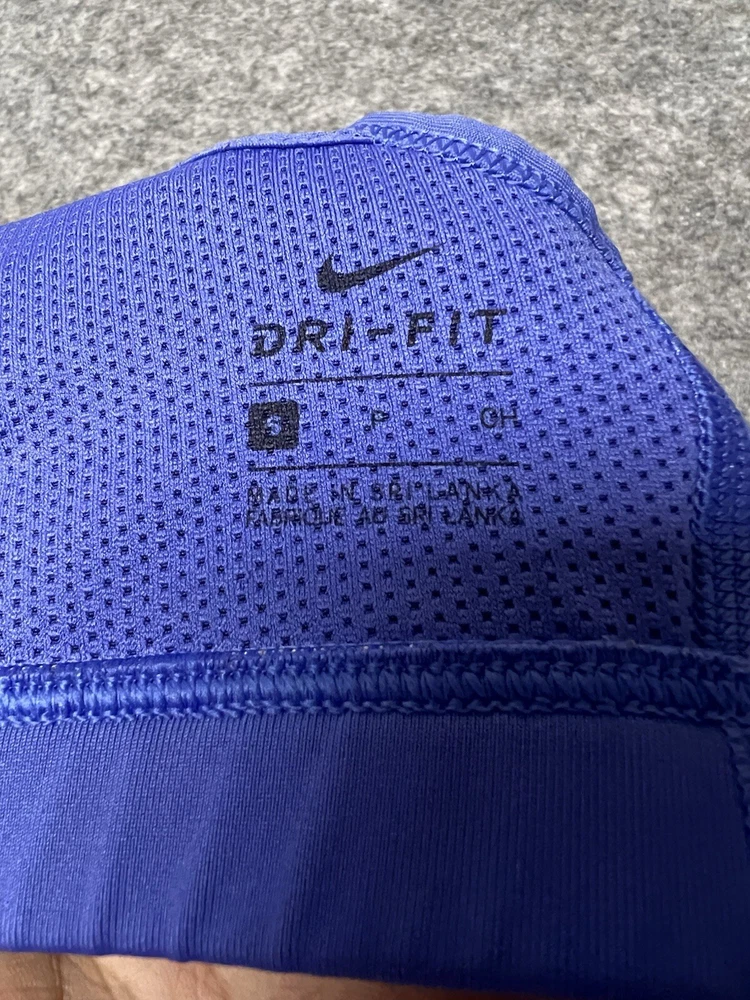 DRI-FIT
P CH
MADE IN SRI LANKA
FABRIQUÉ AU SRI LANKA